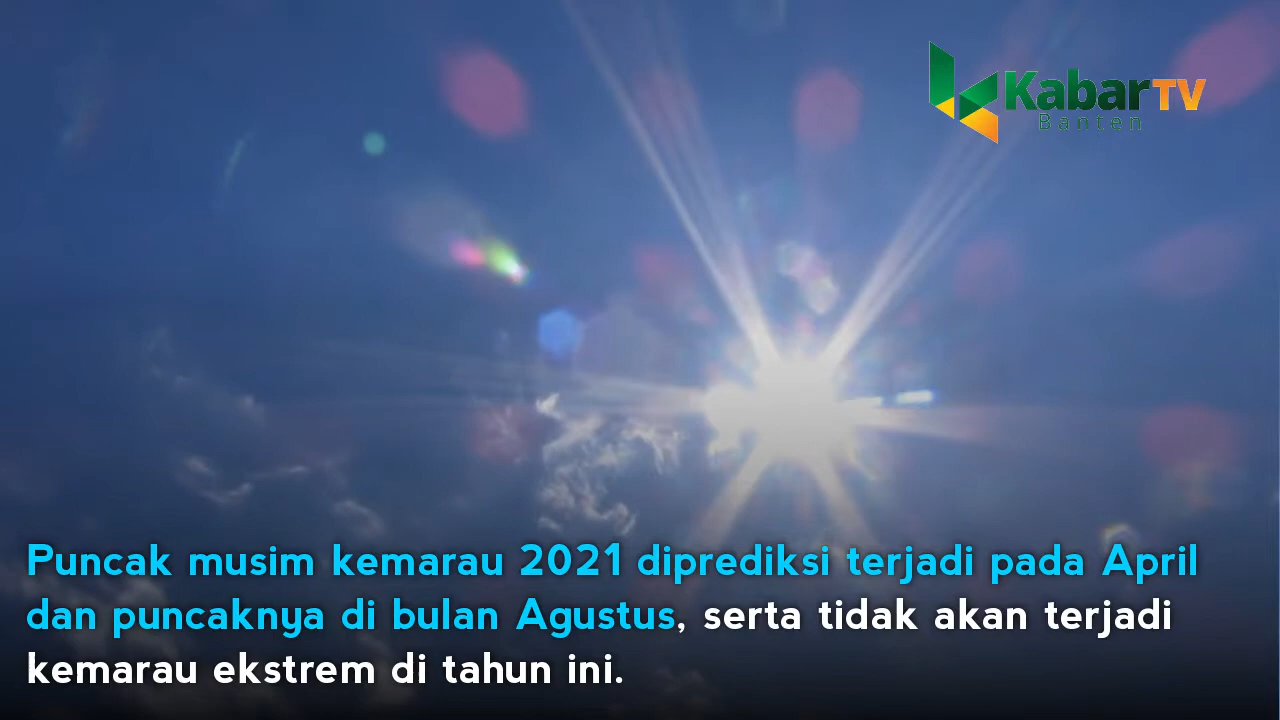 KabarTV
Banten
Puncak musim kemarau 2021 diprediksi terjadi pada April
dan puncaknya di bulan Agustus, serta tidak akan terjadi
kemarau ekstrem di tahun ini.